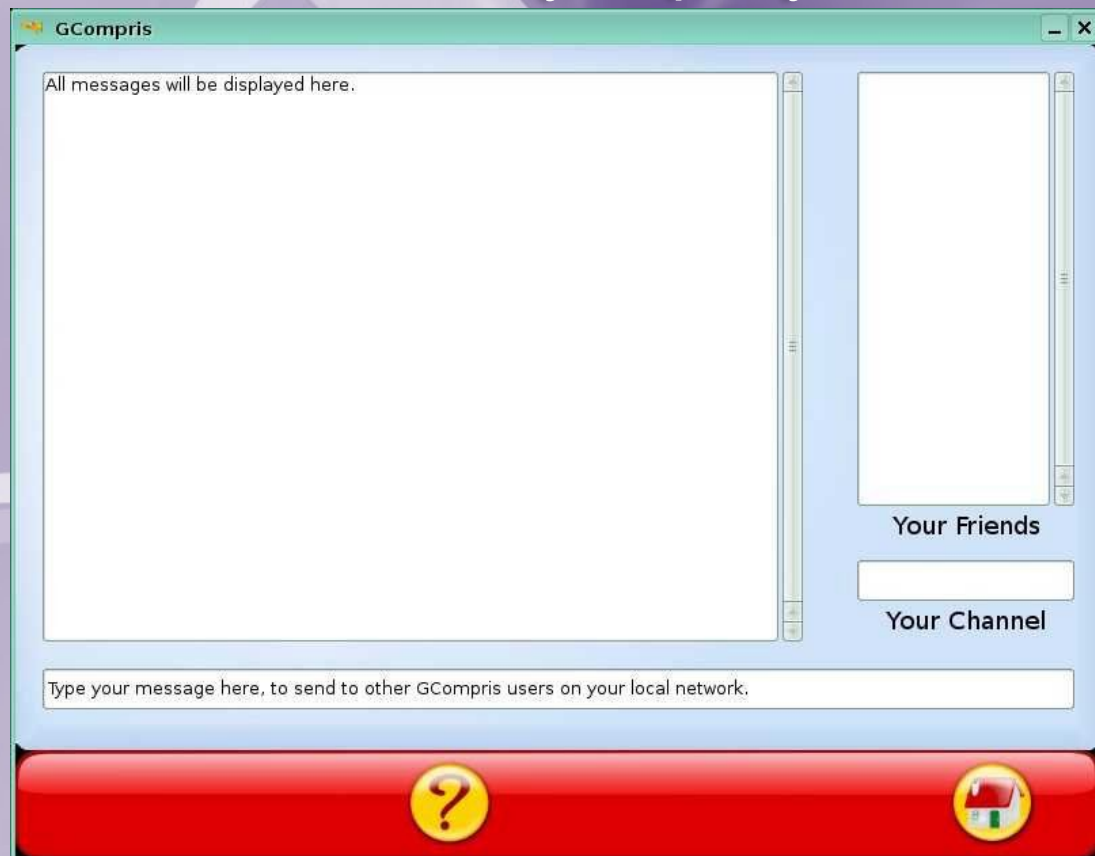 GCompris
All messages will be displayed here.
Your Friends
Your Channel
Type your message here, to send to other GCompris users on your local network.